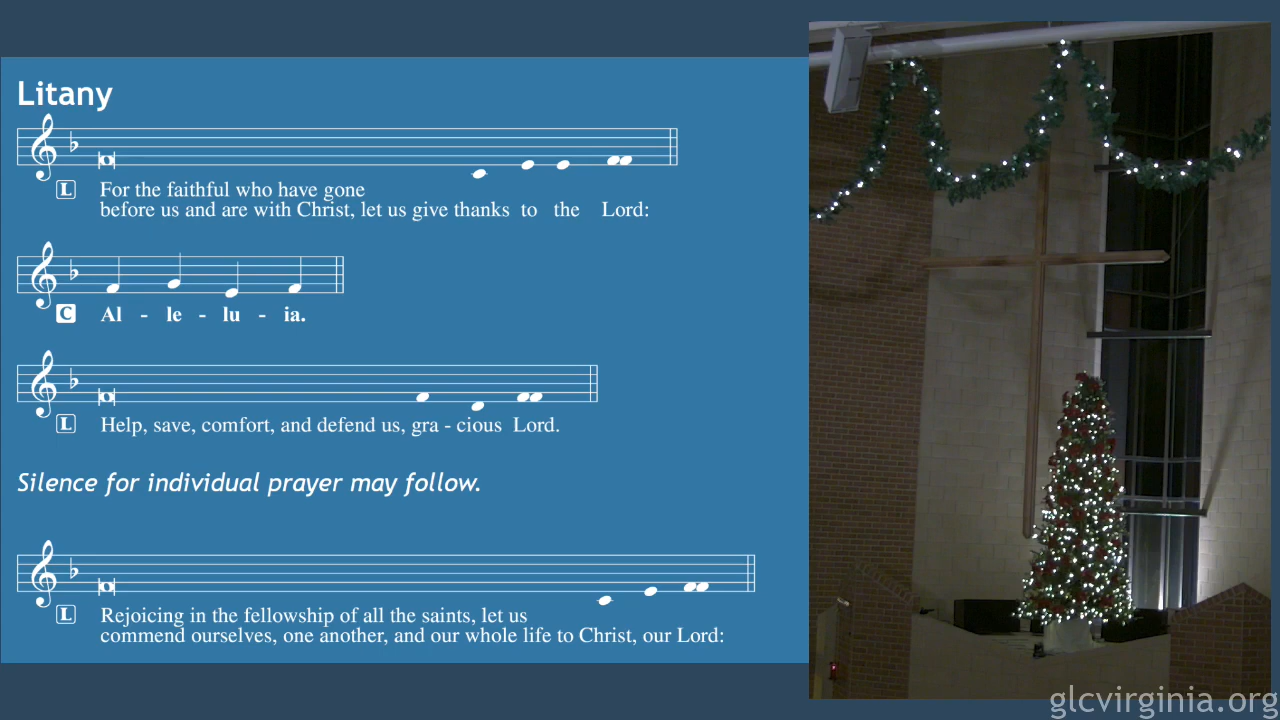 Litany
L For the faithful who have gone
before us and are with Christ, let us give thanks to the Lord:
C Al - le - lu - ia.
L Help, save, comfort, and defend us, gra - cious Lord.
Silence for individual prayer may follow.
L Rejoicing in the fellowship of all the saints, let us
commend ourselves, one another, and our whole life to Christ, our Lord:
glcvirginia.org